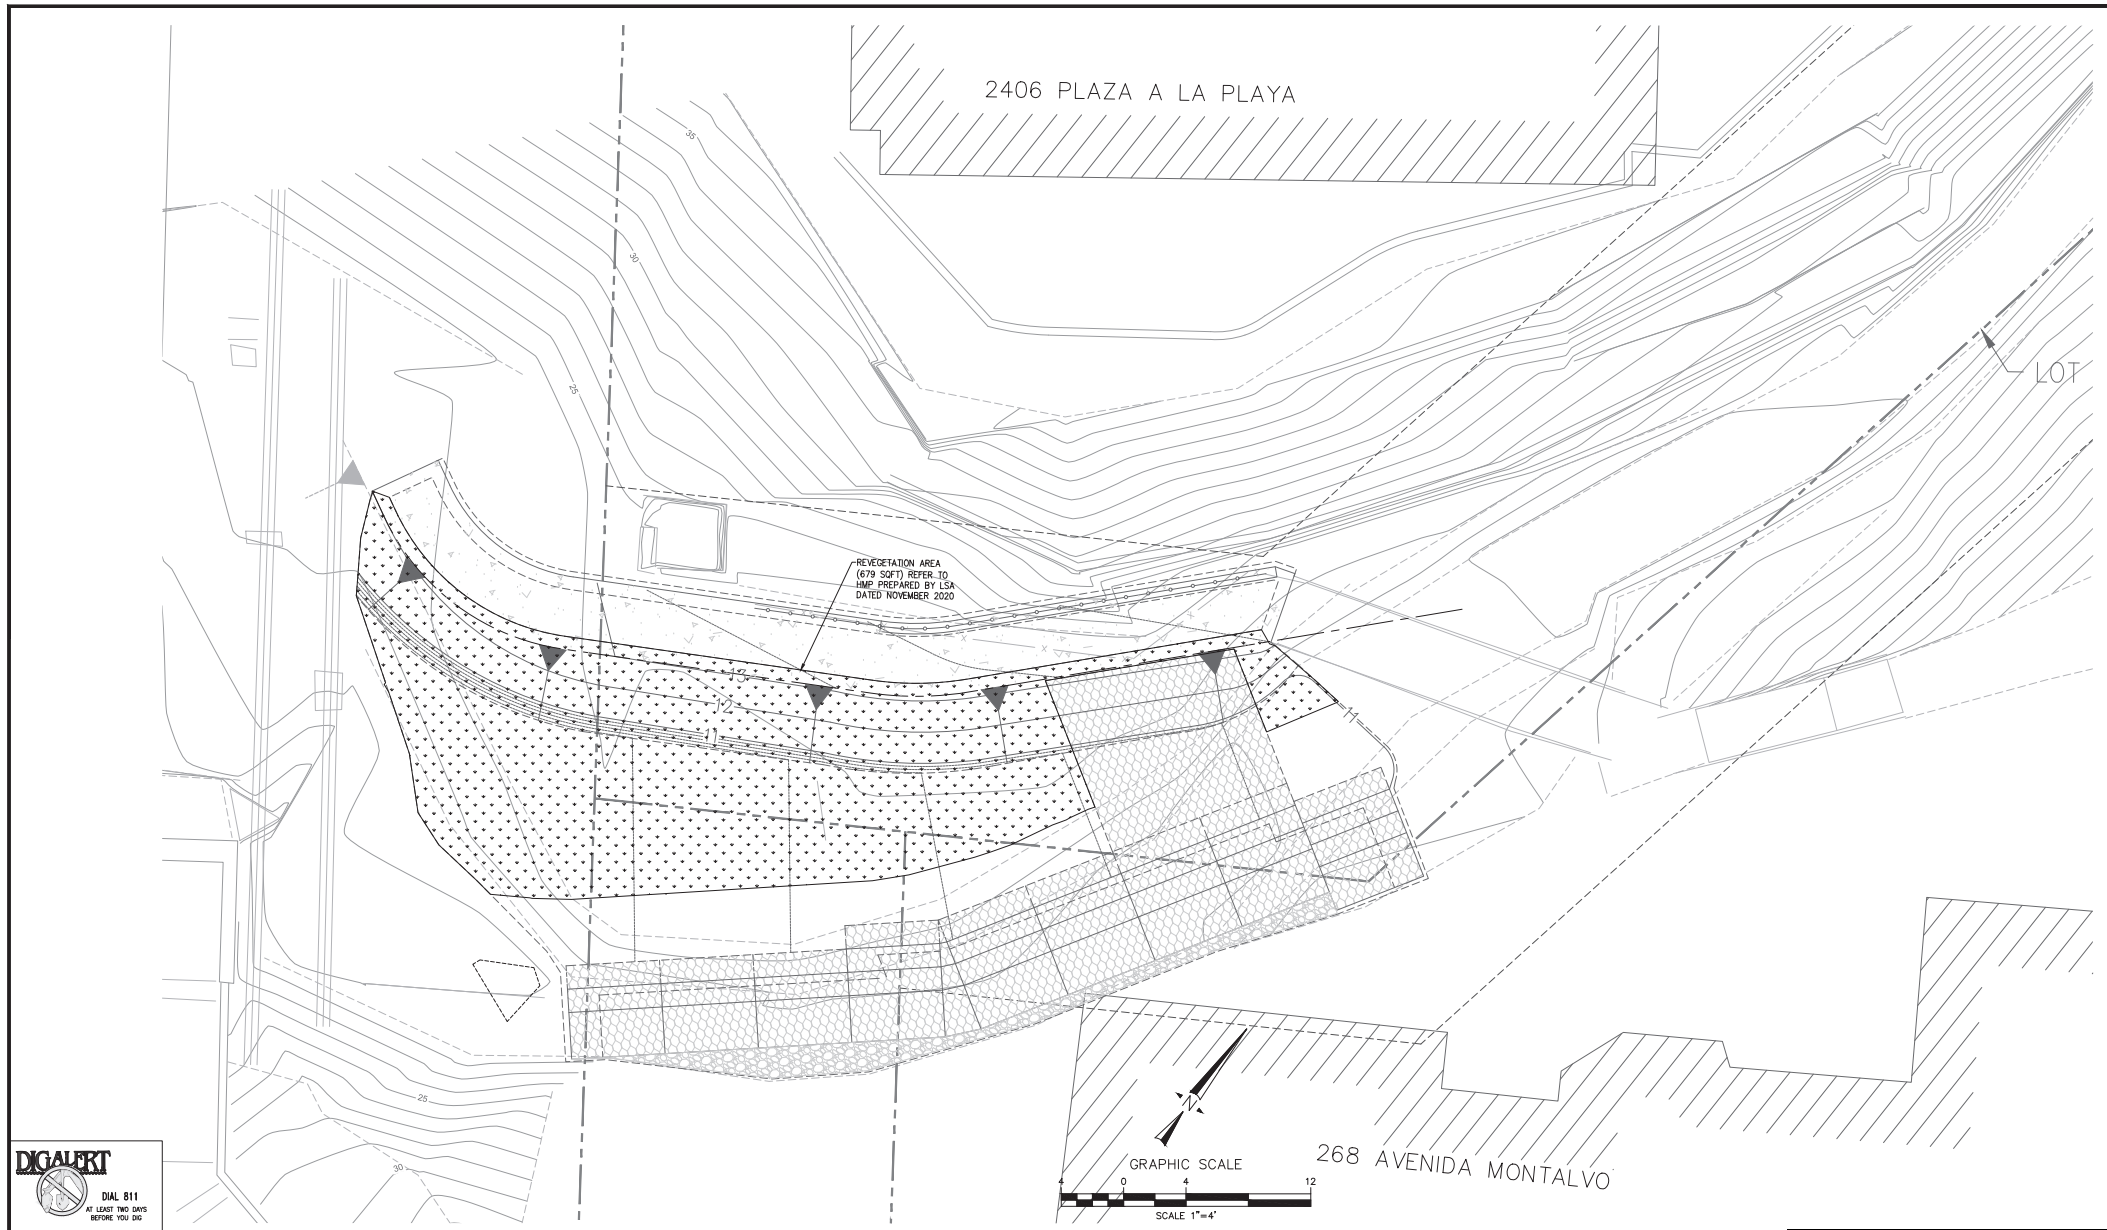 2406 PLAZA A LA PLAYA
35
30
25
LOT
REVEGETATION AREA
(679 SQFT) REFER TO
HMP PREPARED BY LSA
DATED NOVEMBER 2020
13
12
11
11
25
30
N
GRAPHIC SCALE
4 0 4 12
SCALE 1"=4'
268 AVENIDA MONTALVO
DIGALERT
DIAL 811
AT LEAST TWO DAYS
BEFORE YOU DIG